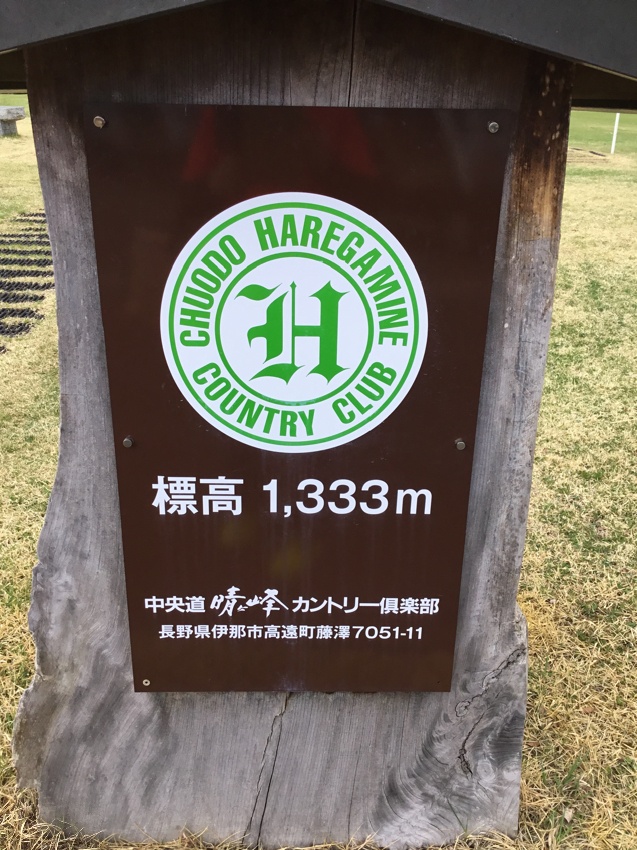 CHUODO HAREGAMINE
H
COUNTRY CLUB
標高 1,333m
中央道 晴ヶ峰 カントリー倶楽部
長野県伊那市高遠町藤澤7051-11